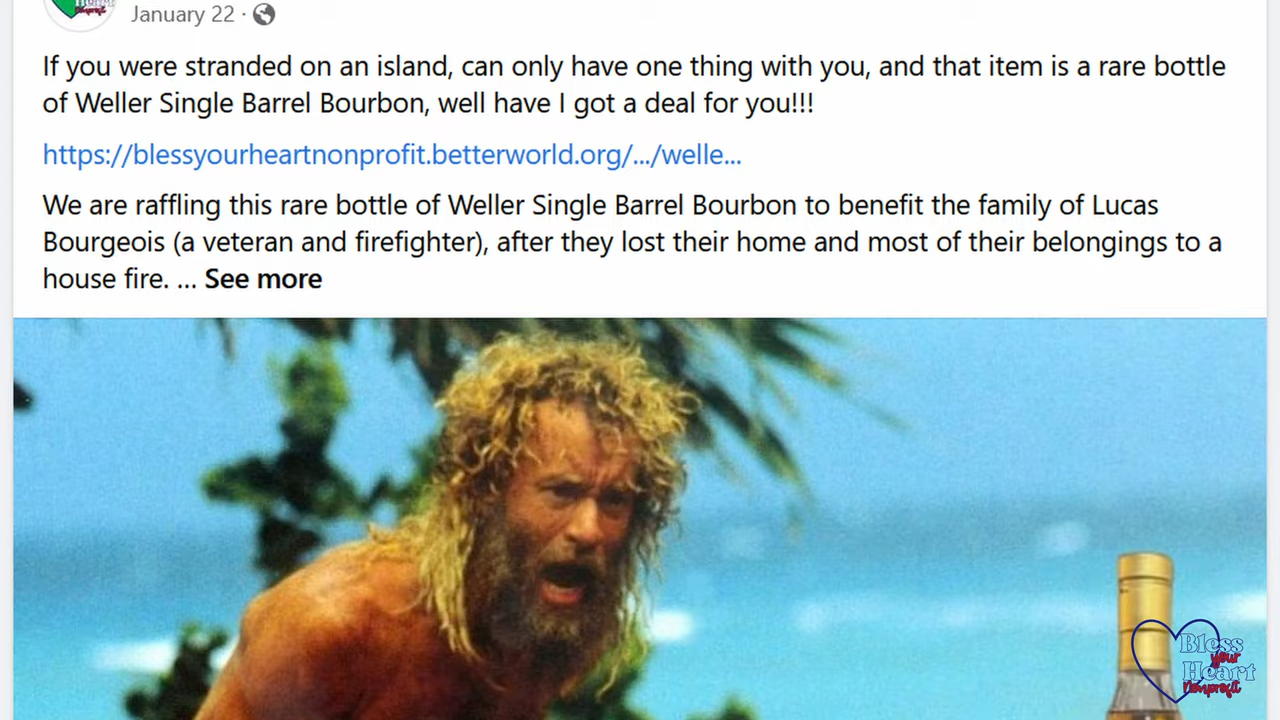 Heart
Nonprofit
January 22 ·
If you were stranded on an island, can only have one thing with you, and that item is a rare bottle
of Weller Single Barrel Bourbon, well have I got a deal for you!!!
https://blessyourheartnonprofit.betterworld.org/.../welle...
We are raffling this rare bottle of Weller Single Barrel Bourbon to benefit the family of Lucas
Bourgeois (a veteran and firefighter), after they lost their home and most of their belongings to a
house fire. ... See more
Bless
your
Heart
Nonprofit